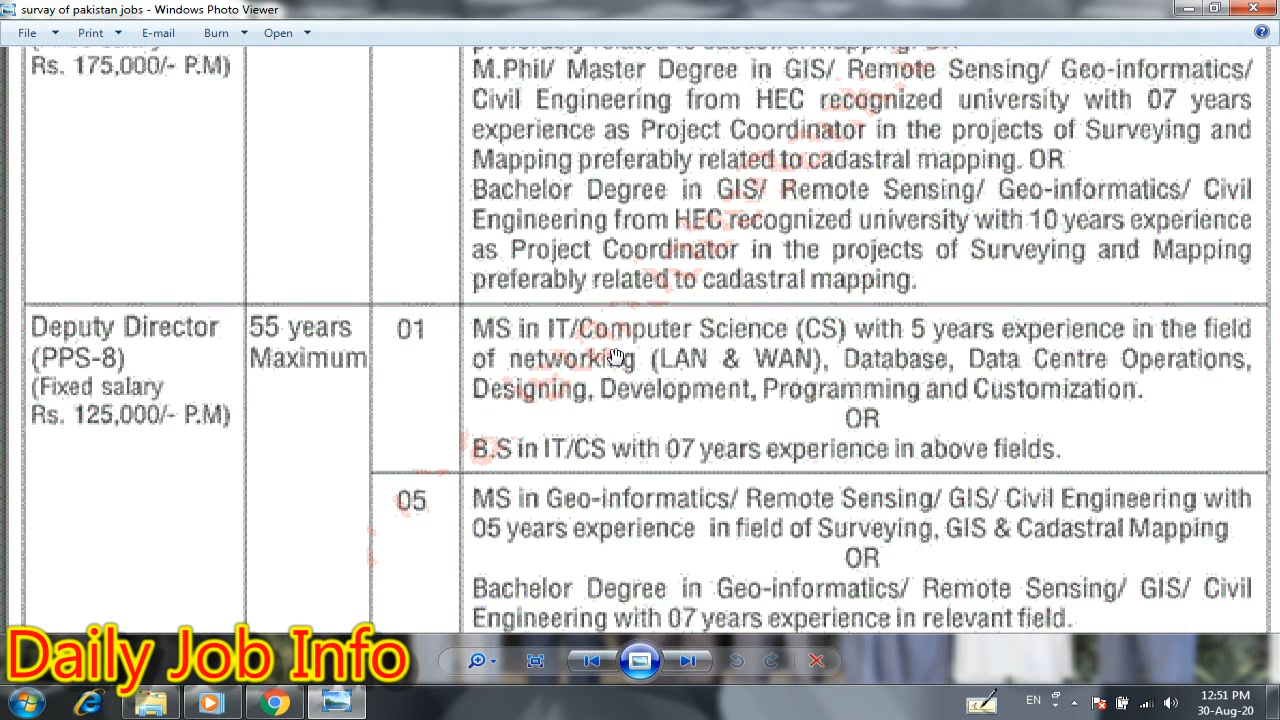 survay of pakistan jobs - Windows Photo Viewer
File Print E-mail Burn Open
Rs. 175,000/- P.M)
preferably related to cadastral mapping. OR
M.Phil/ Master Degree in GIS/ Remote Sensing/ Geo-informatics/
Civil Engineering from HEC recognized university with 07 years
experience as Project Coordinator in the projects of Surveying and
Mapping preferably related to cadastral mapping. OR
Bachelor Degree in GIS/ Remote Sensing/ Geo-informatics/ Civil
Engineering from HEC recognized university with 10 years experience
as Project Coordinator in the projects of Surveying and Mapping
preferably related to cadastral mapping.
Deputy Director
(PPS-8)
(Fixed salary
Rs. 125,000/- P.M)
55 years
Maximum
01
MS in IT/Computer Science (CS) with 5 years experience in the field
of networking (LAN & WAN), Database, Data Centre Operations,
Designing, Development, Programming and Customization.
OR
B.S in IT/CS with 07 years experience in above fields.
05
MS in Geo-informatics/ Remote Sensing/ GIS/ Civil Engineering with
05 years experience in field of Surveying, GIS & Cadastral Mapping
OR
Bachelor Degree in Geo-informatics/ Remote Sensing/ GIS/ Civil
Engineering with 07 years experience in relevant field.
Daily Job Info
EN
12:51 PM
30-Aug-20